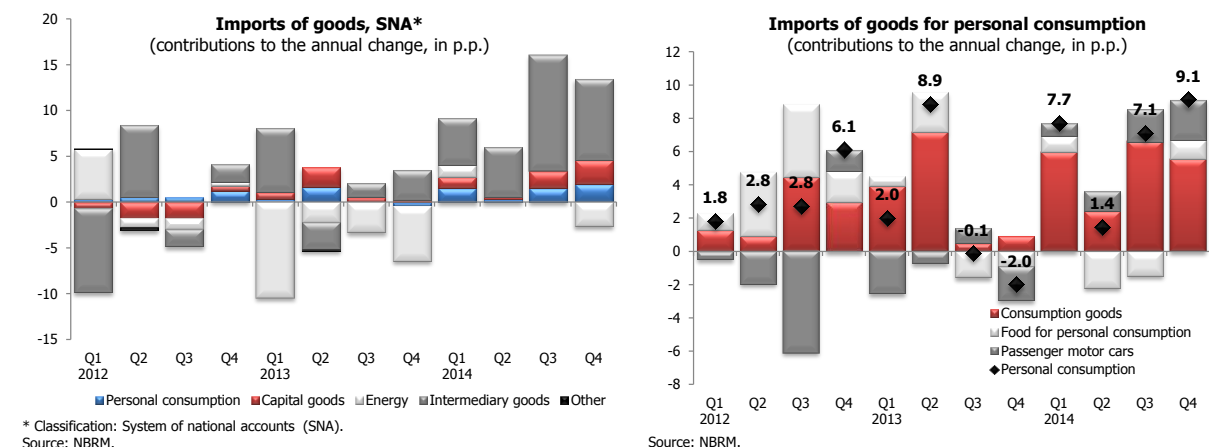 Imports of goods, SNA*
(contributions to the annual change, in p.p.)
20
15
10
5
0
-5
-10
-15
Q1 Q2 Q3 Q4 Q1 Q2 Q3 Q4 Q1 Q2 Q3 Q4
2012 2013 2014
Personal consumption Capital goods Energy Intermediary goods Other
* Classification: System of national accounts (SNA).
Source: NBRM.
Imports of goods for personal consumption
(contributions to the annual change, in p.p.)
12
10
8
6
4
2
0
-2
-4
-6
-8
1.8
2.8
2.8
6.1
2.0
8.9
-0.1
-2.0
7.7
1.4
7.1
9.1
Consumption goods
Food for personal consumption
Passenger motor cars
Personal consumption
Q1 Q2 Q3 Q4 Q1 Q2 Q3 Q4 Q1 Q2 Q3 Q4
2012 2013 2014
Source: NBRM.